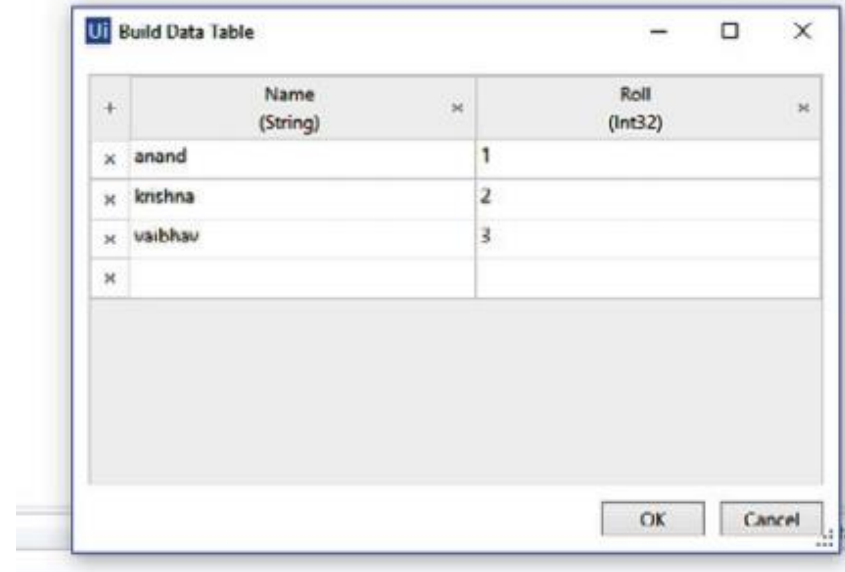 Ui Build Data Table
+ Name Roll
(String) (Int32)
anand 1
krishna 2
vaibhav 3
OK Cancel